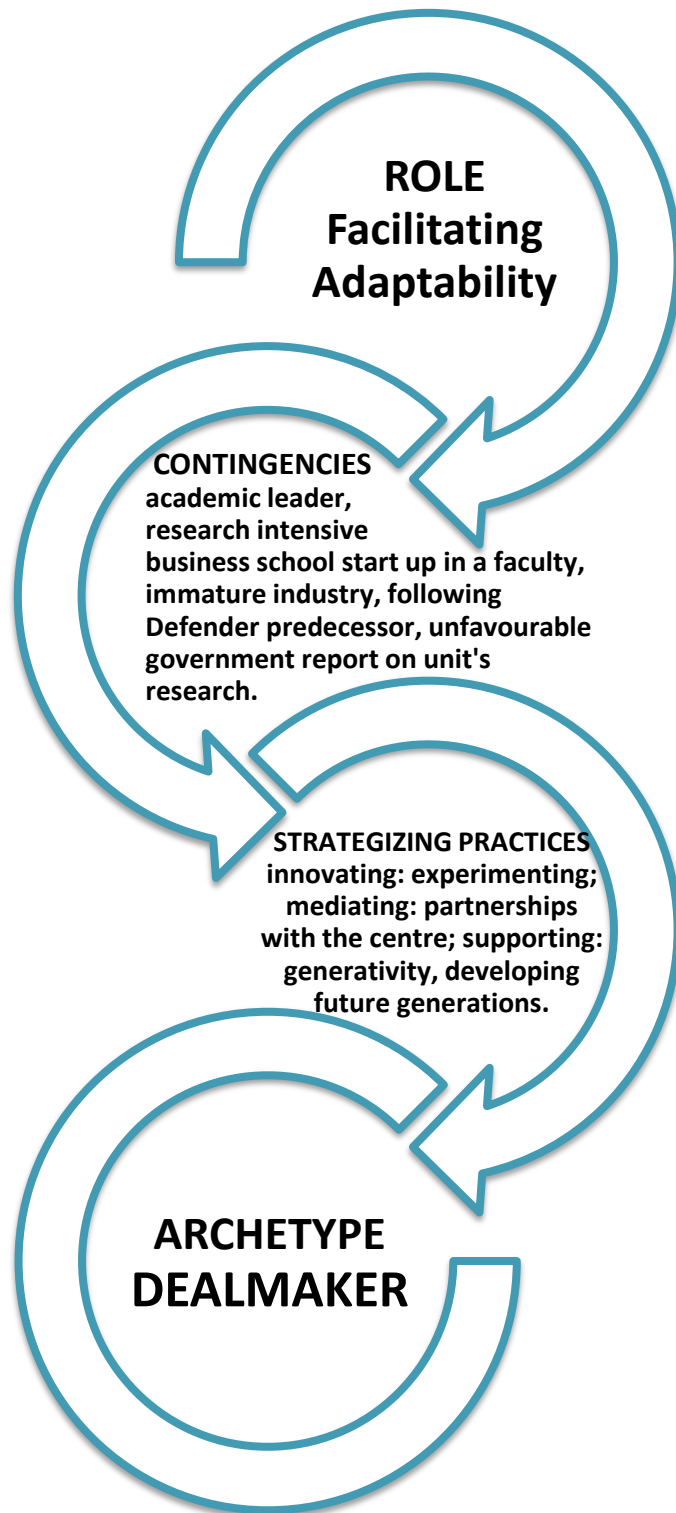 ROLE
Facilitating
Adaptability
CONTINGENCIES
academic leader,
research intensive
business school start up in a faculty,
immature industry, following
Defender predecessor, unfavourable
government report on unit's
research.
STRATEGIZING PRACTICES
innovating: experimenting;
mediating: partnerships
with the centre; supporting:
generativity, developing
future generations.
ARCHETYPE
DEALMAKER